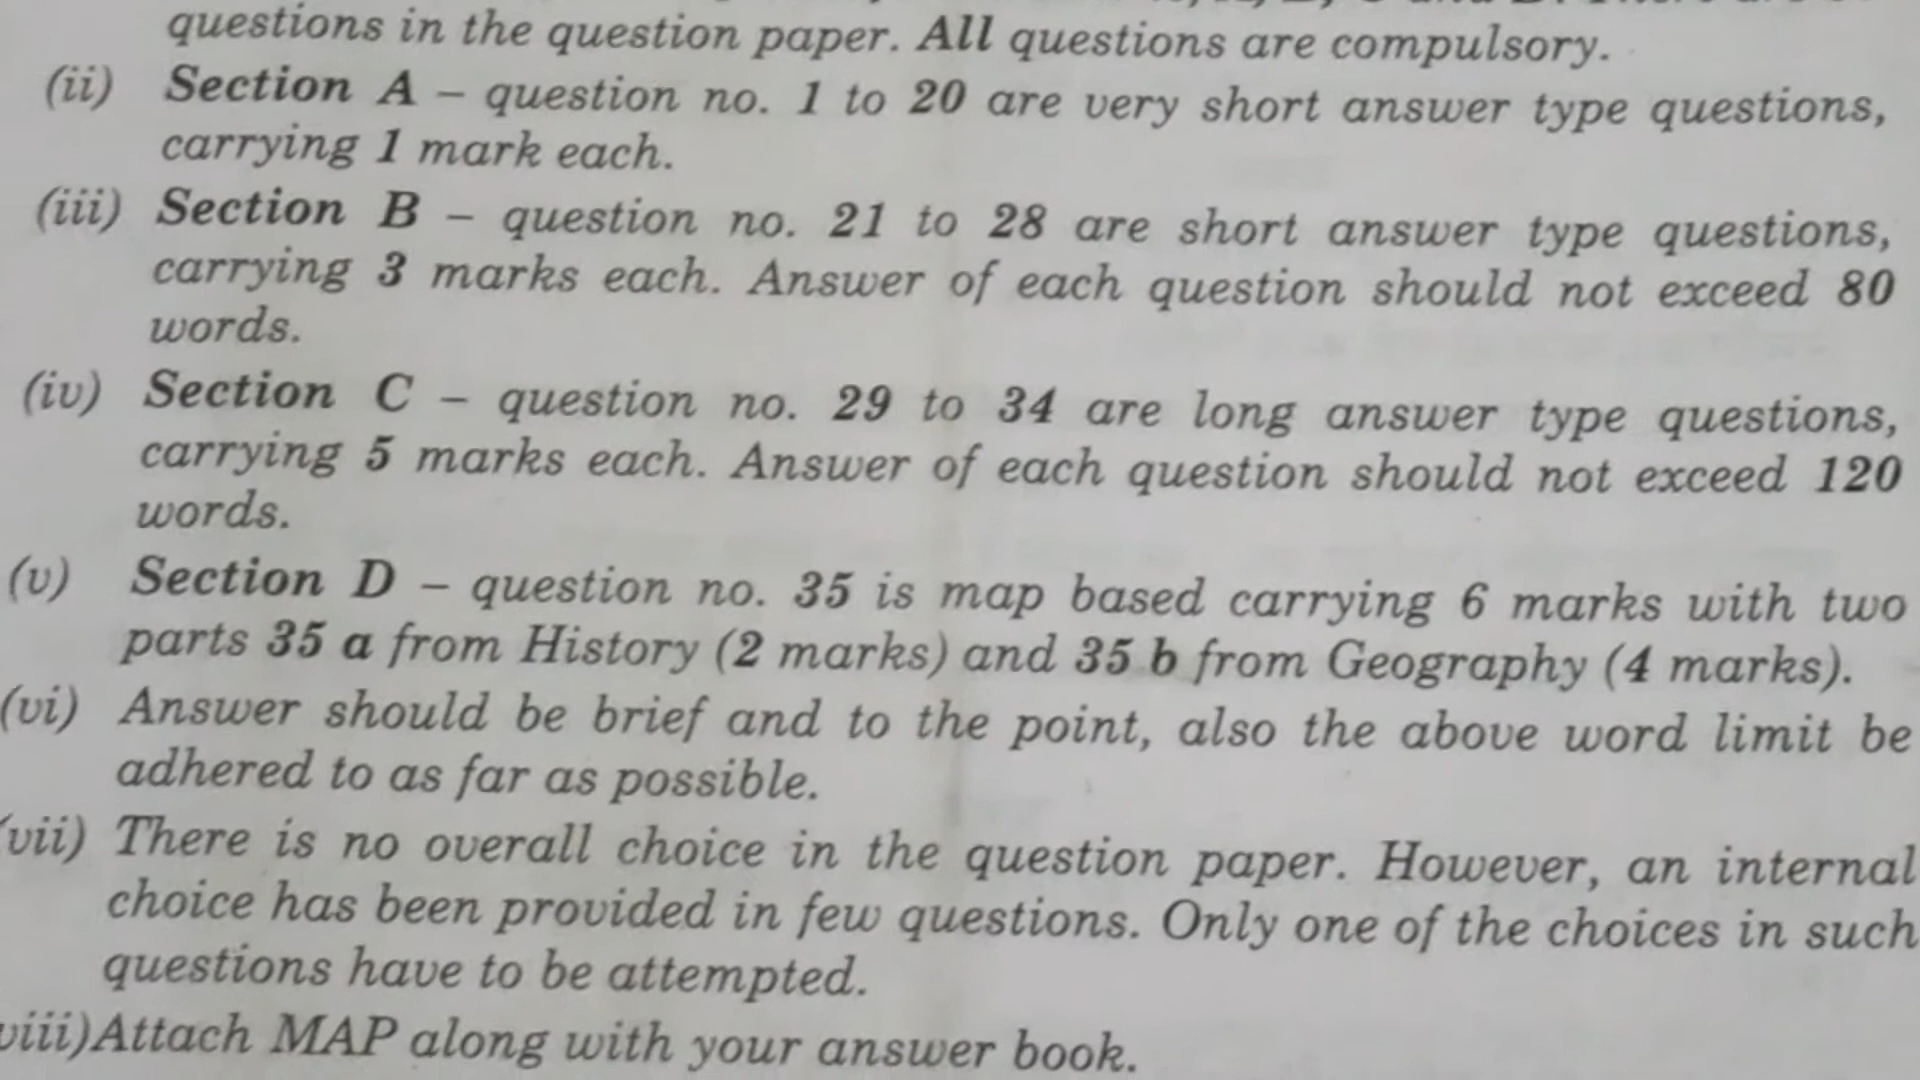 questions in the question paper. All questions are compulsory.
(ii) Section A – question no. 1 to 20 are very short answer type questions,
carrying 1 mark each.
(iii) Section B – question no. 21 to 28 are short answer type questions,
carrying 3 marks each. Answer of each question should not exceed 80
words.
(iv) Section C – question no. 29 to 34 are long answer type questions,
carrying 5 marks each. Answer of each question should not exceed 120
words.
(v) Section D – question no. 35 is map based carrying 6 marks with two
parts 35 a from History (2 marks) and 35 b from Geography (4 marks).
(vi) Answer should be brief and to the point, also the above word limit be
adhered to as far as possible.
(vii) There is no overall choice in the question paper. However, an internal
choice has been provided in few questions. Only one of the choices in such
questions have to be attempted.
viii) Attach MAP along with your answer book.